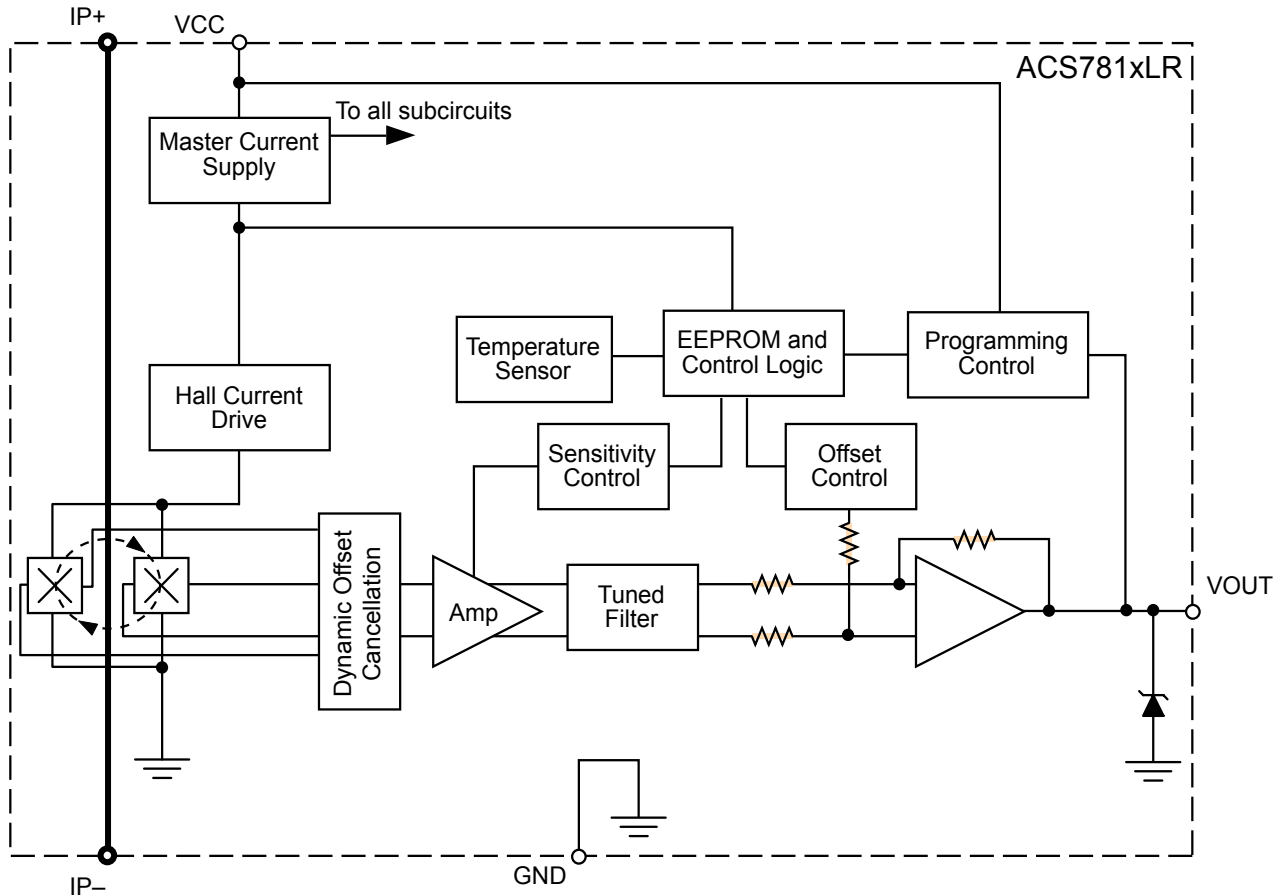 IP+
VCC
ACS781xLR
To all subcircuits
Master Current
Supply
Temperature
Sensor
EEPROM and
Control Logic
Programming
Control
Hall Current
Drive
Sensitivity
Control
Offset
Control
Dynamic Offset
Cancellation
Amp
Tuned
Filter
VOUT
GND
IP–